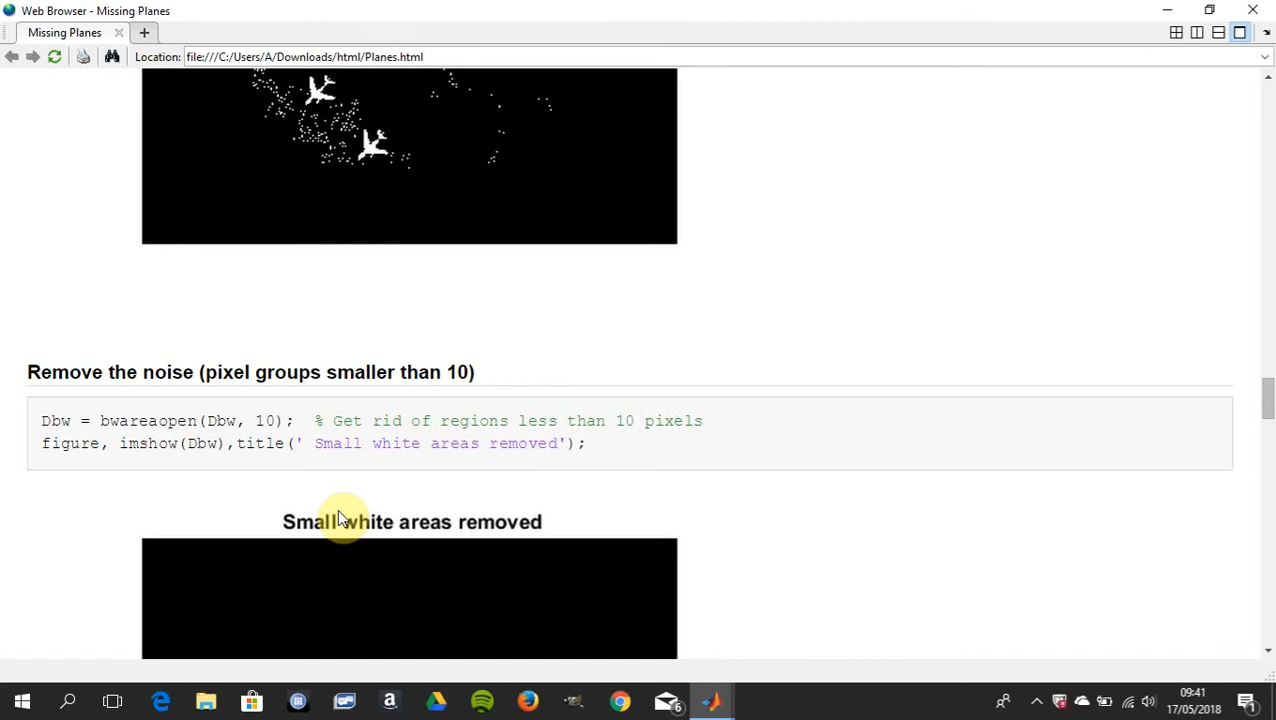 Web Browser - Missing Planes
Missing Planes
Location: file:///C:/Users/A/Downloads/html/Planes.html
Remove the noise (pixel groups smaller than 10)
Dbw = bwareaopen(Dbw, 10);  % Get rid of regions less than 10 pixels
figure, imshow(Dbw),title(' Small white areas removed');
Small white areas removed
6
09:41
17/05/2018
1